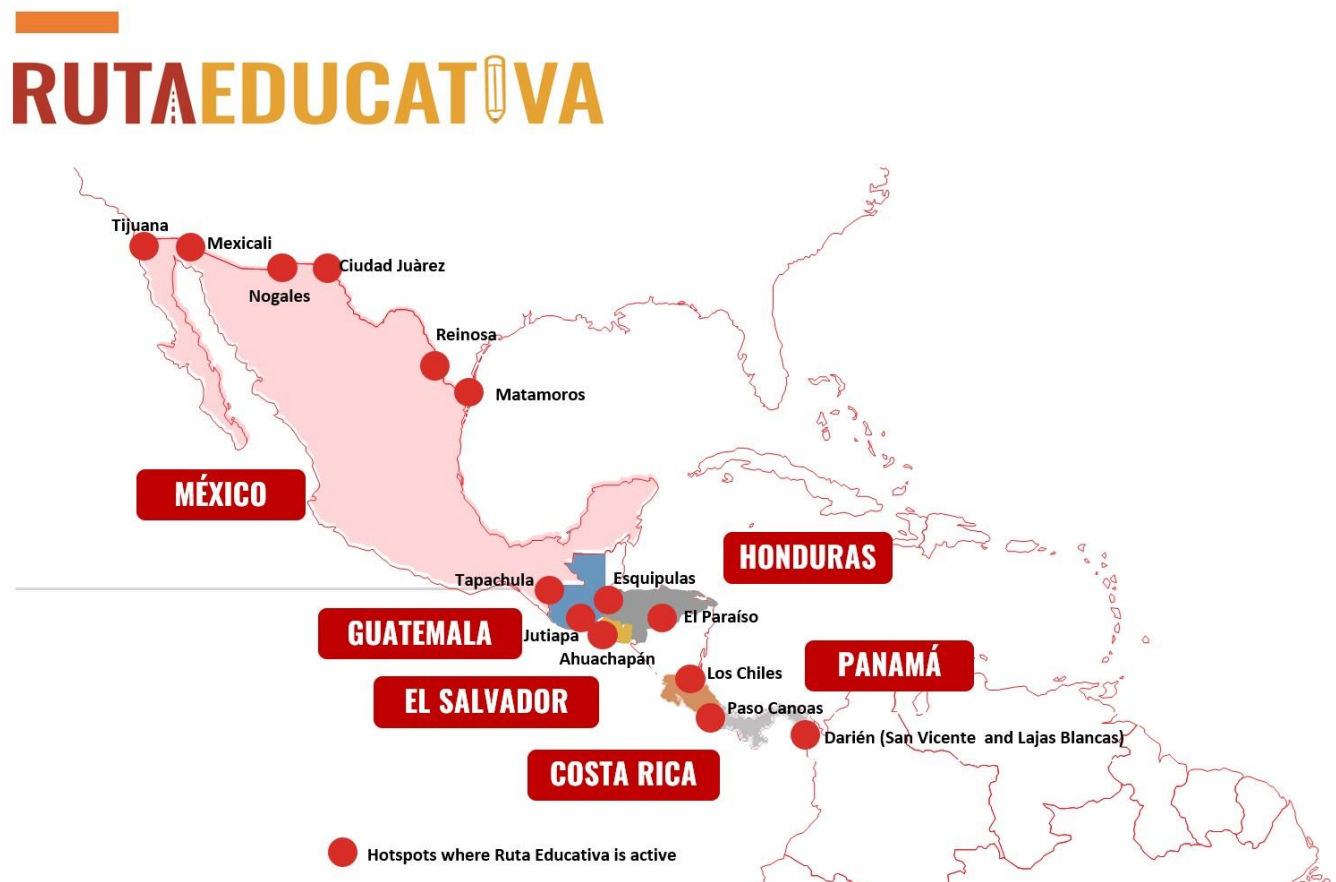 RUTAEDUCATIVA
Tijuana
Mexicali
Ciudad Juàrez
Nogales
Reinosa
Matamoros
MÉXICO
HONDURAS
Tapachula
Esquipulas
GUATEMALA
Jutiapa
El Paraíso
Ahuachapán
PANAMÁ
Los Chiles
EL SALVADOR
Paso Canoas
Darién (San Vicente and Lajas Blancas)
COSTA RICA
Hotspots where Ruta Educativa is active